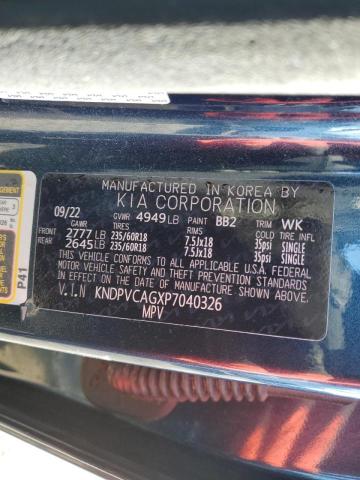 MANUFACTURED IN KOREA BY
KIA CORPORATION
09/22 GVWR 4949LB PAINT BB2 TRIM WK
GAWR TIRES COLD TIRE
FRONT 2777LB 235/60R18 7.5Jx18 35psi SINGLE
REAR 2645LB 235/60R18 7.5Jx18 35psi SINGLE
THIS VEHICLE CONFORMS TO ALL APPLICABLE U.S.A. FEDERAL
MOTOR VEHICLE SAFETY, BUMPER,
AND THEFT PREVENTION STANDARDS IN EFFECT ON
THE DATE OF MANUFACTURE SHOWN ABOVE.
V.I.N KNDPVCAGXP7040326
MPV
P41